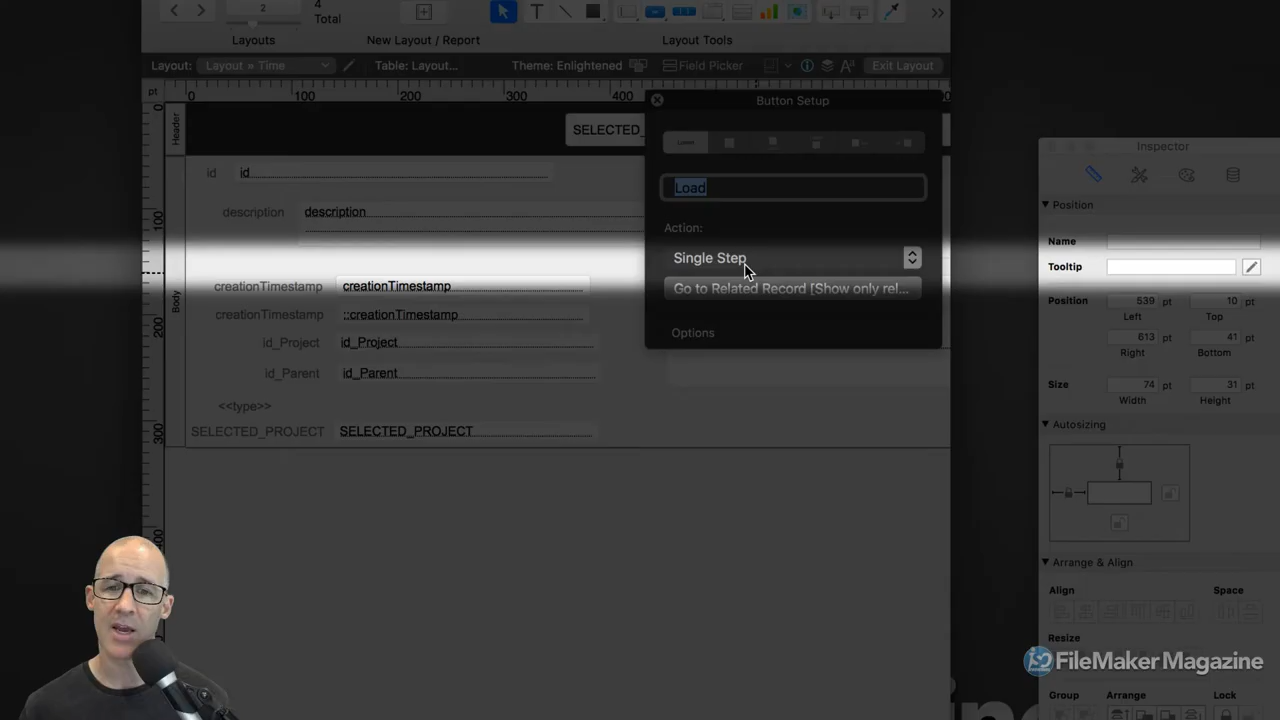 2
4
Total
Layouts
New Layout / Report
Layout Tools
Layout: Layout » Time
Table: Layout...
Theme: Enlightened
Field Picker
Exit Layout
pt
0
100
200
300
400
Button Setup
Header
SELECTED_
Inspector
id
id
Load
Position
description
description
Action:
Name
Single Step
Tooltip
Body
creationTimestamp
creationTimestamp
Go to Related Record [Show only rel...
Position
539
pt
10
pt
Left
Top
creationTimestamp
::creationTimestamp
Options
613
pt
41
pt
Right
Bottom
id_Project
id_Project
id_Parent
id_Parent
Size
74
pt
31
pt
Width
Height
<<type>>
SELECTED_PROJECT
SELECTED_PROJECT
Autosizing
0
100
200
300
Arrange & Align
Align
Space
Resize
ISO FileMaker Magazine
Group
Arrange
Lock